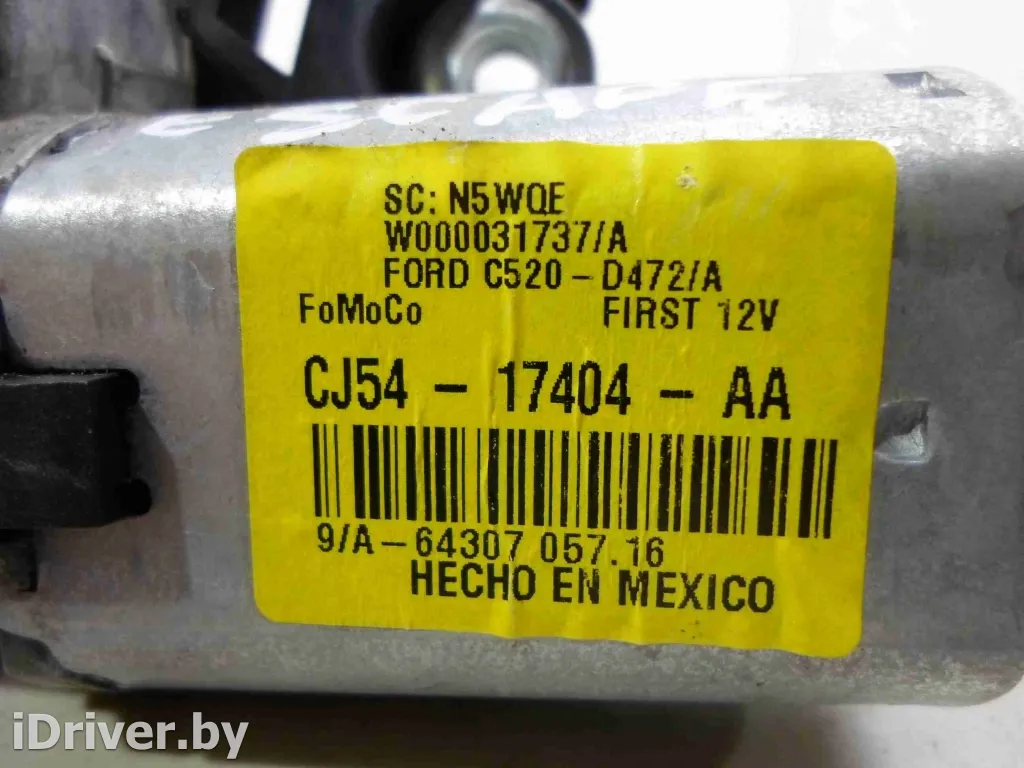 ESCAPE
SC: N5WQE
W000031737/A
FORD C520-D472/A
FoMoCo FIRST 12V
CJ54-17404-AA
9/A-64307 057.16
HECHO EN MEXICO
iDriver.by